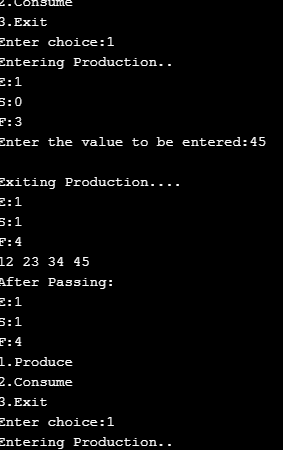 2.Consume
3.Exit
Enter choice:1
Entering Production..
E:1
S:0
F:3
Enter the value to be entered:45
Exiting Production....
E:1
S:1
F:4
12 23 34 45
After Passing:
E:1
S:1
F:4
1.Produce
2.Consume
3.Exit
Enter choice:1
Entering Production..